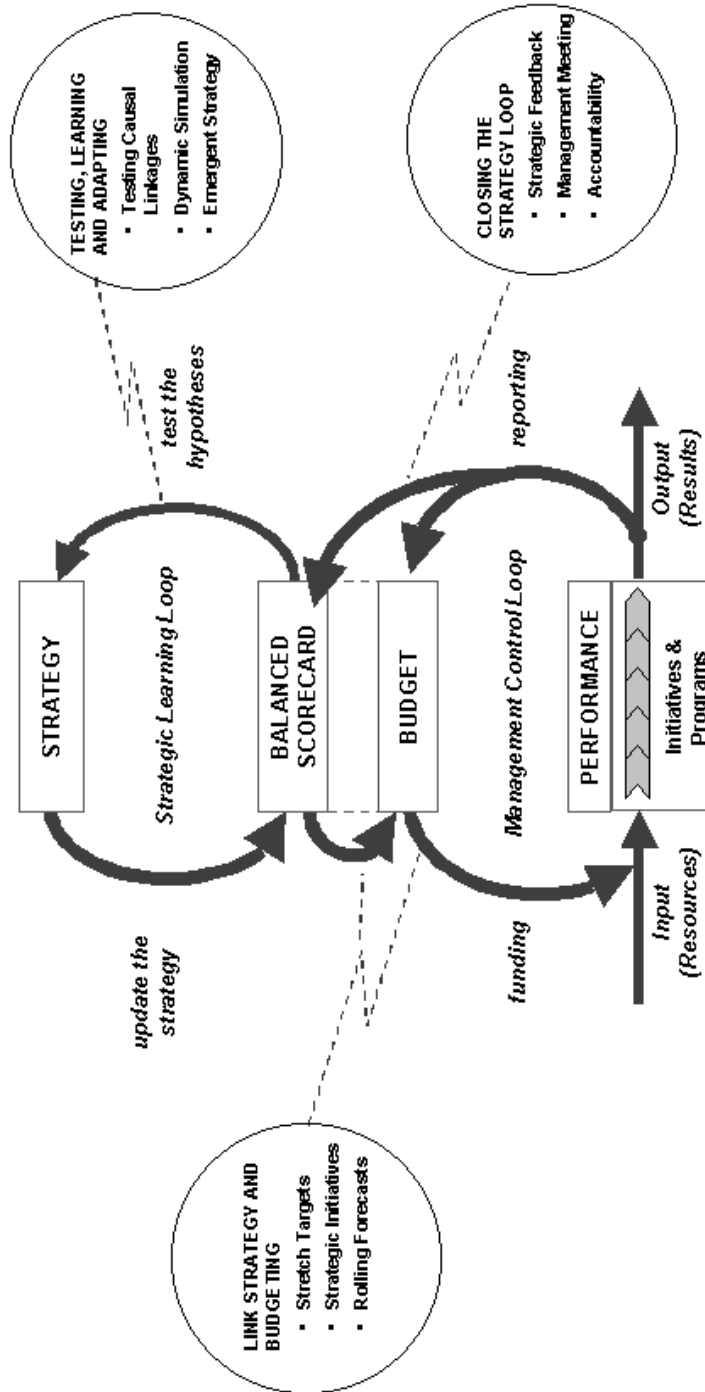 STRATEGY
Strategic Learning Loop
update the
strategy
test the
hypotheses
TESTING, LEARNING
AND ADAPTING
▪ Testing Causal
Linkages
▪ Dynamic Simulation
▪ Emergent Strategy
BALANCED
SCORECARD
LINK STRATEGY AND
BUDGETING
▪ Stretch Targets
▪ Strategic Initiatives
▪ Rolling Forecasts
BUDGET
Management Control Loop
funding
reporting
CLOSING THE
STRATEGY LOOP
▪ Strategic Feedback
▪ Management Meeting
▪ Accountability
PERFORMANCE
Input
(Resources)
Initiatives &
Programs
Output
(Results)